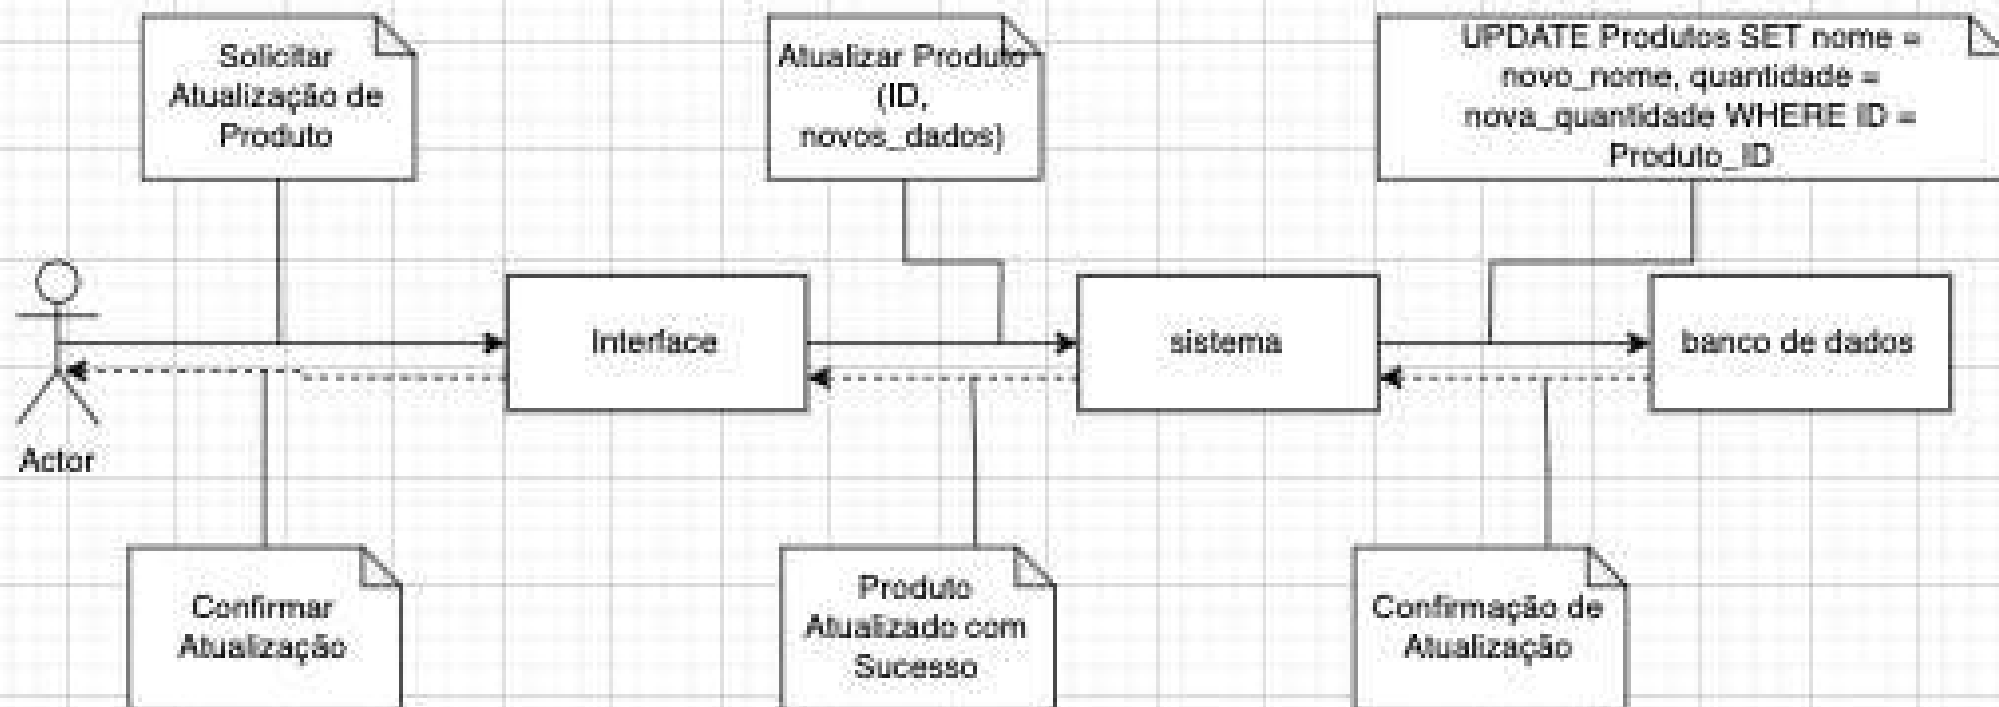 Solicitar
Atualização de
Produto
Atualizar Produto
(ID,
novos_dados)
UPDATE Produtos SET nome =
novo_nome, quantidade =
nova_quantidade WHERE ID =
Produto_ID
Interface
sistema
banco de dados
Actor
Confirmar
Atualização
Produto
Atualizado com
Sucesso
Confirmação de
Atualização